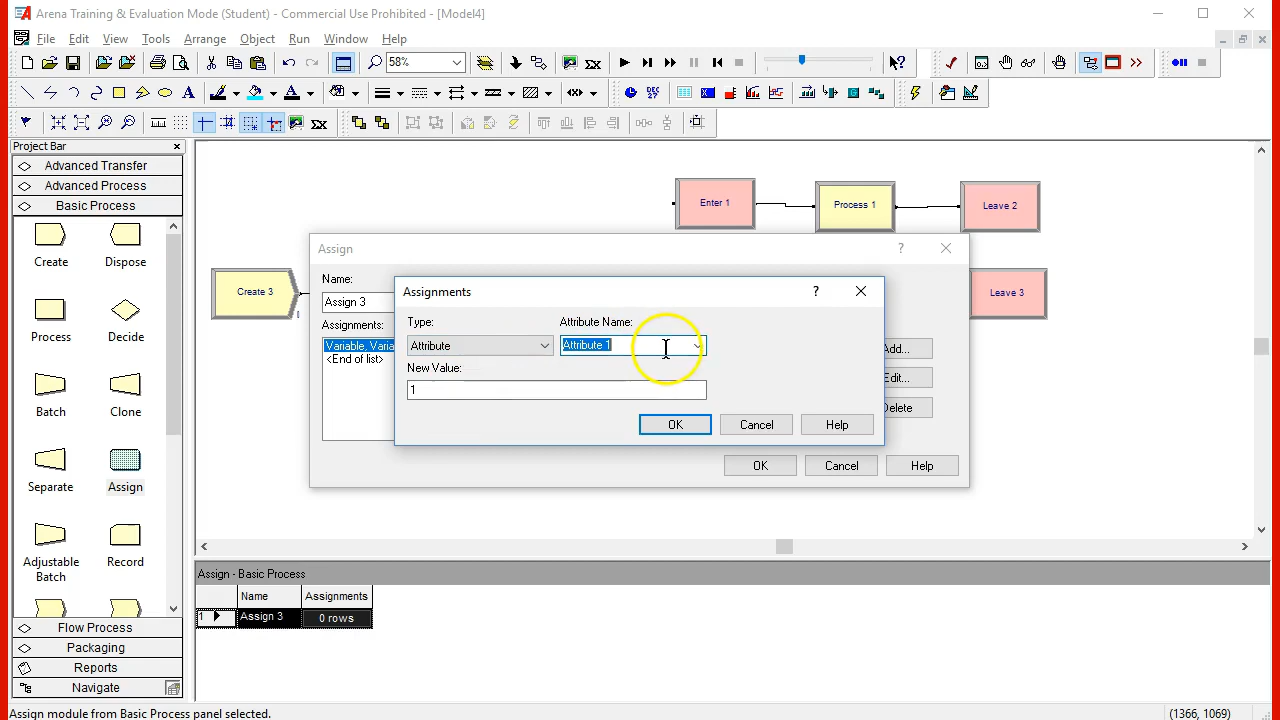 Arena Training & Evaluation Mode (Student) - Commercial Use Prohibited - [Model4]
File Edit View Tools Arrange Object Run Window Help
58%
Project Bar
Advanced Transfer
Advanced Process
Basic Process
Create Dispose
Process Decide
Batch Clone
Separate Assign
Adjustable Batch Record
Flow Process
Packaging
Reports
Navigate
Enter 1 Process 1 Leave 2
Create 3
Leave 3
Assign
Name:
Assign 3
Assignments:
Variable, Varia
<End of list>
Add...
Edit...
Delete
OK Cancel Help
Assignments
Type: Attribute Name:
Attribute Attribute 1
New Value:
1
OK Cancel Help
Assign - Basic Process
Name Assignments
1 Assign 3 0 rows
Assign module from Basic Process panel selected. (1366, 1069)